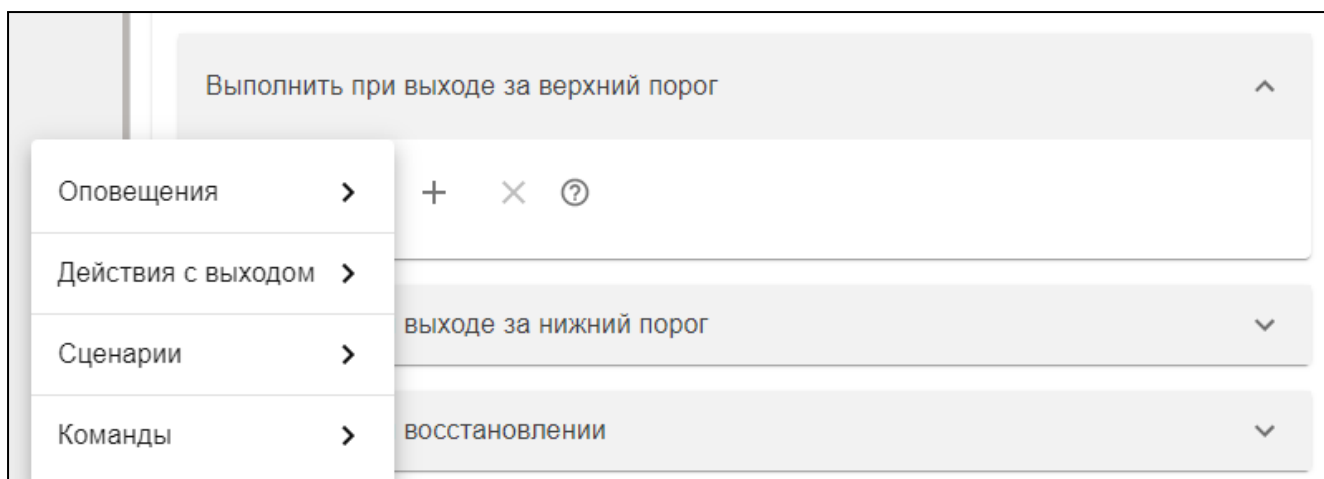 Выполнить при выходе за верхний порог
Оповещения
Действия с выходом
выходе за нижний порог
Сценарии
восстановлении
Команды